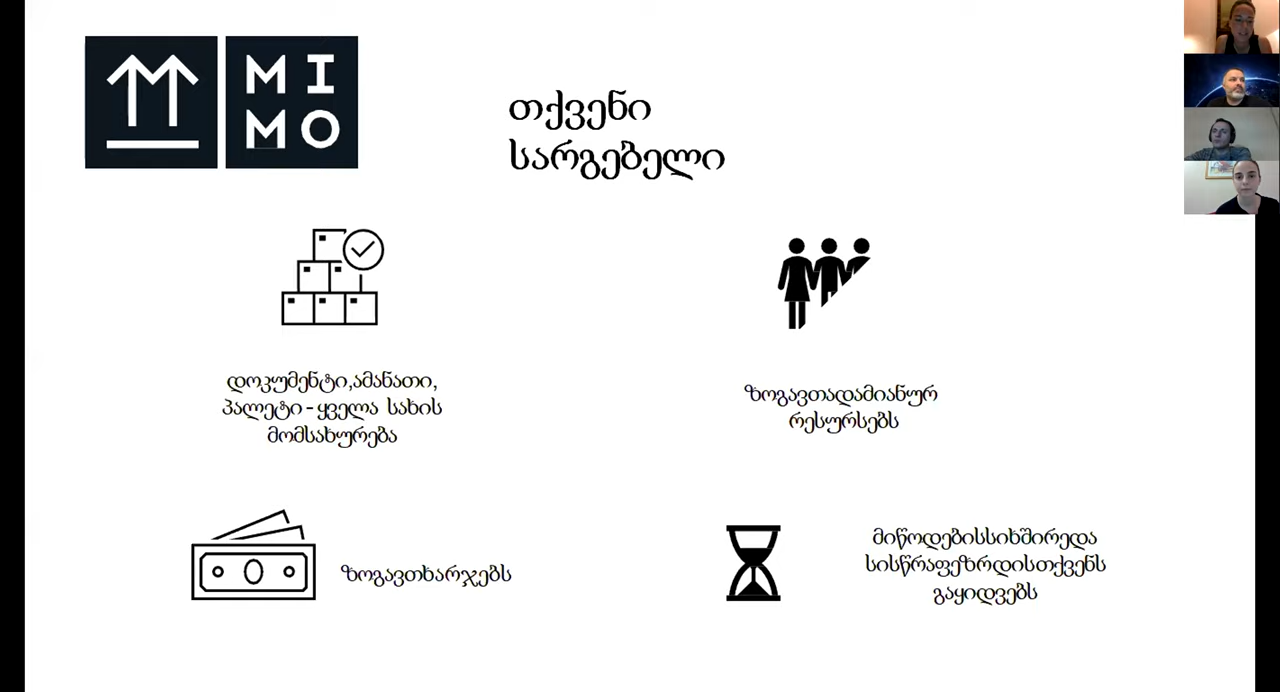 MI
MO
თქვენი
სარგებელი
დოკუმენტი,ამანათი,
პალეტი - ყველა სახის
მომსახურება
ზოგავთადამიანურ
რესურსებს
ზოგავთხარჯებს
მიწოდებისსიხშირედა
სისწრაფეზრდისთქვენს
გაყიდვებს